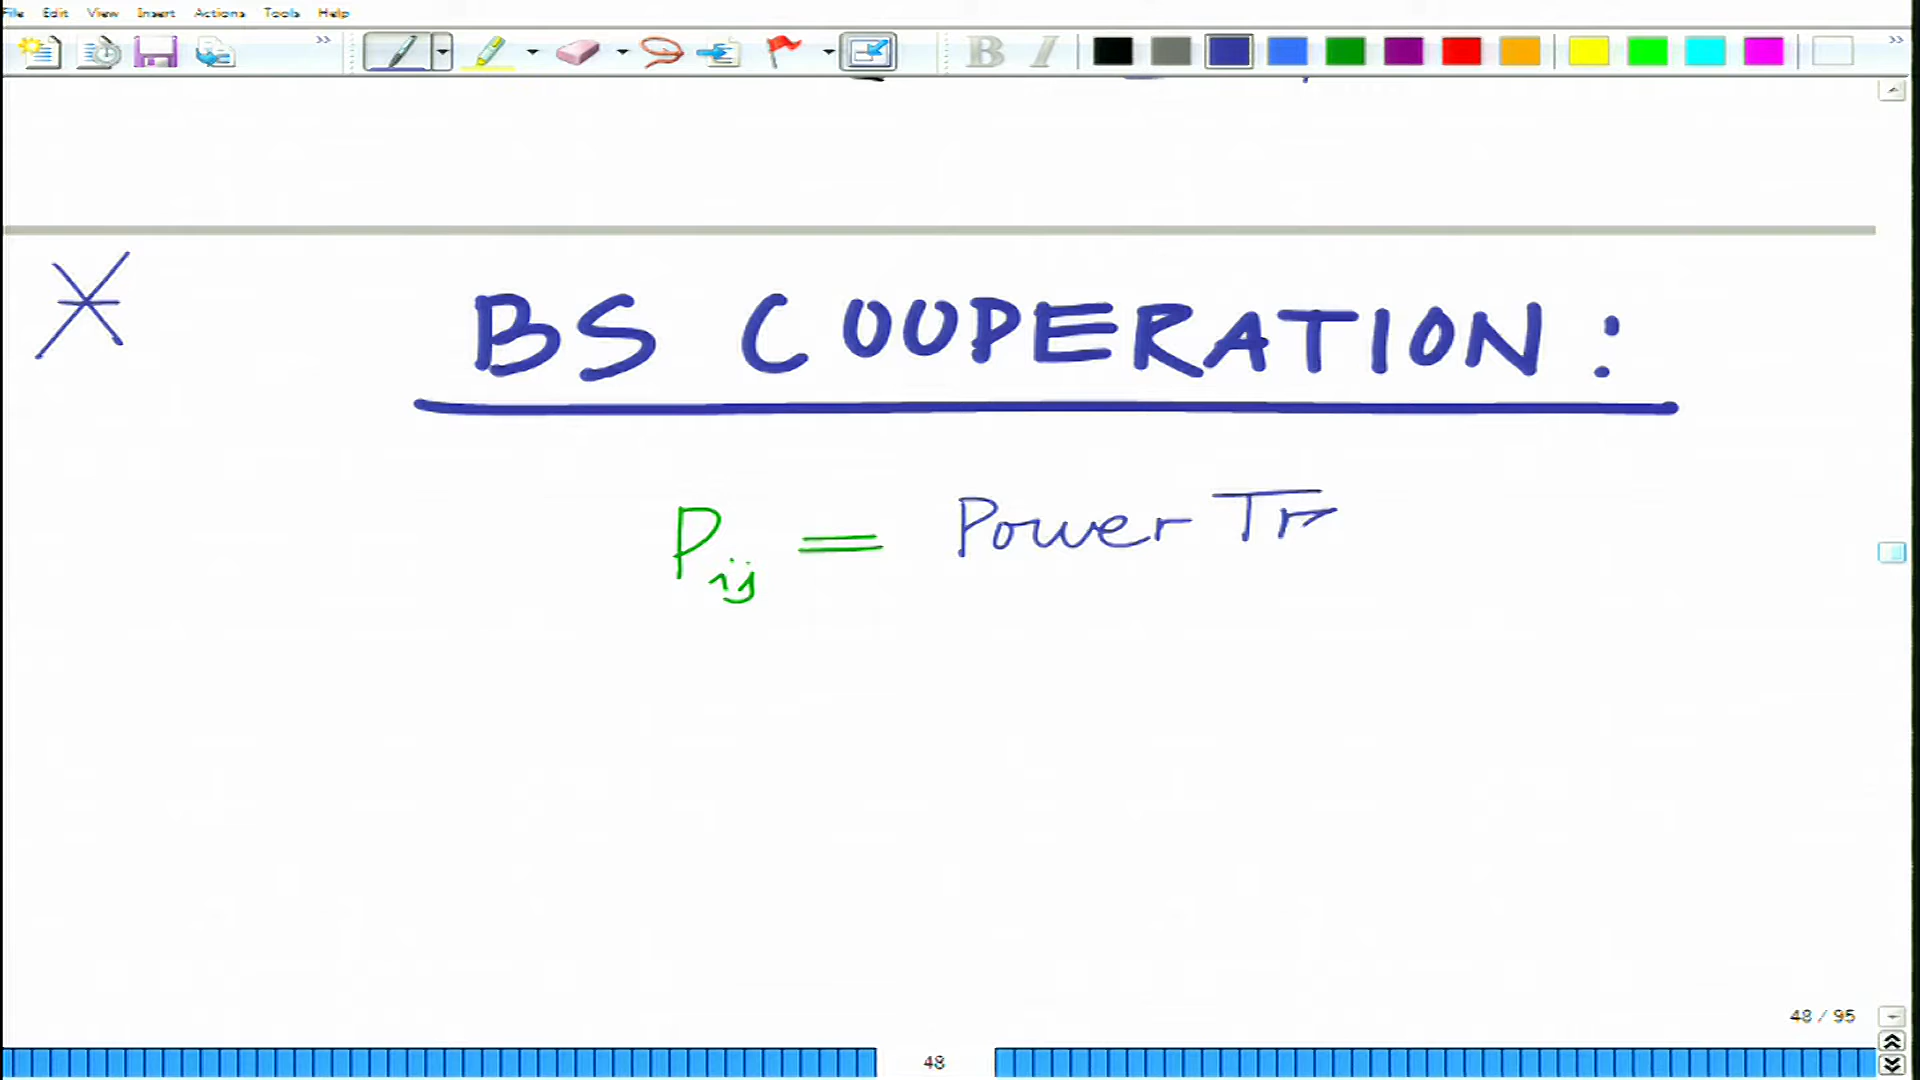 File Edit View Insert Actions Tools Help
B I
BS COOPERATION:
Pij = Power Tr
48 / 95
48